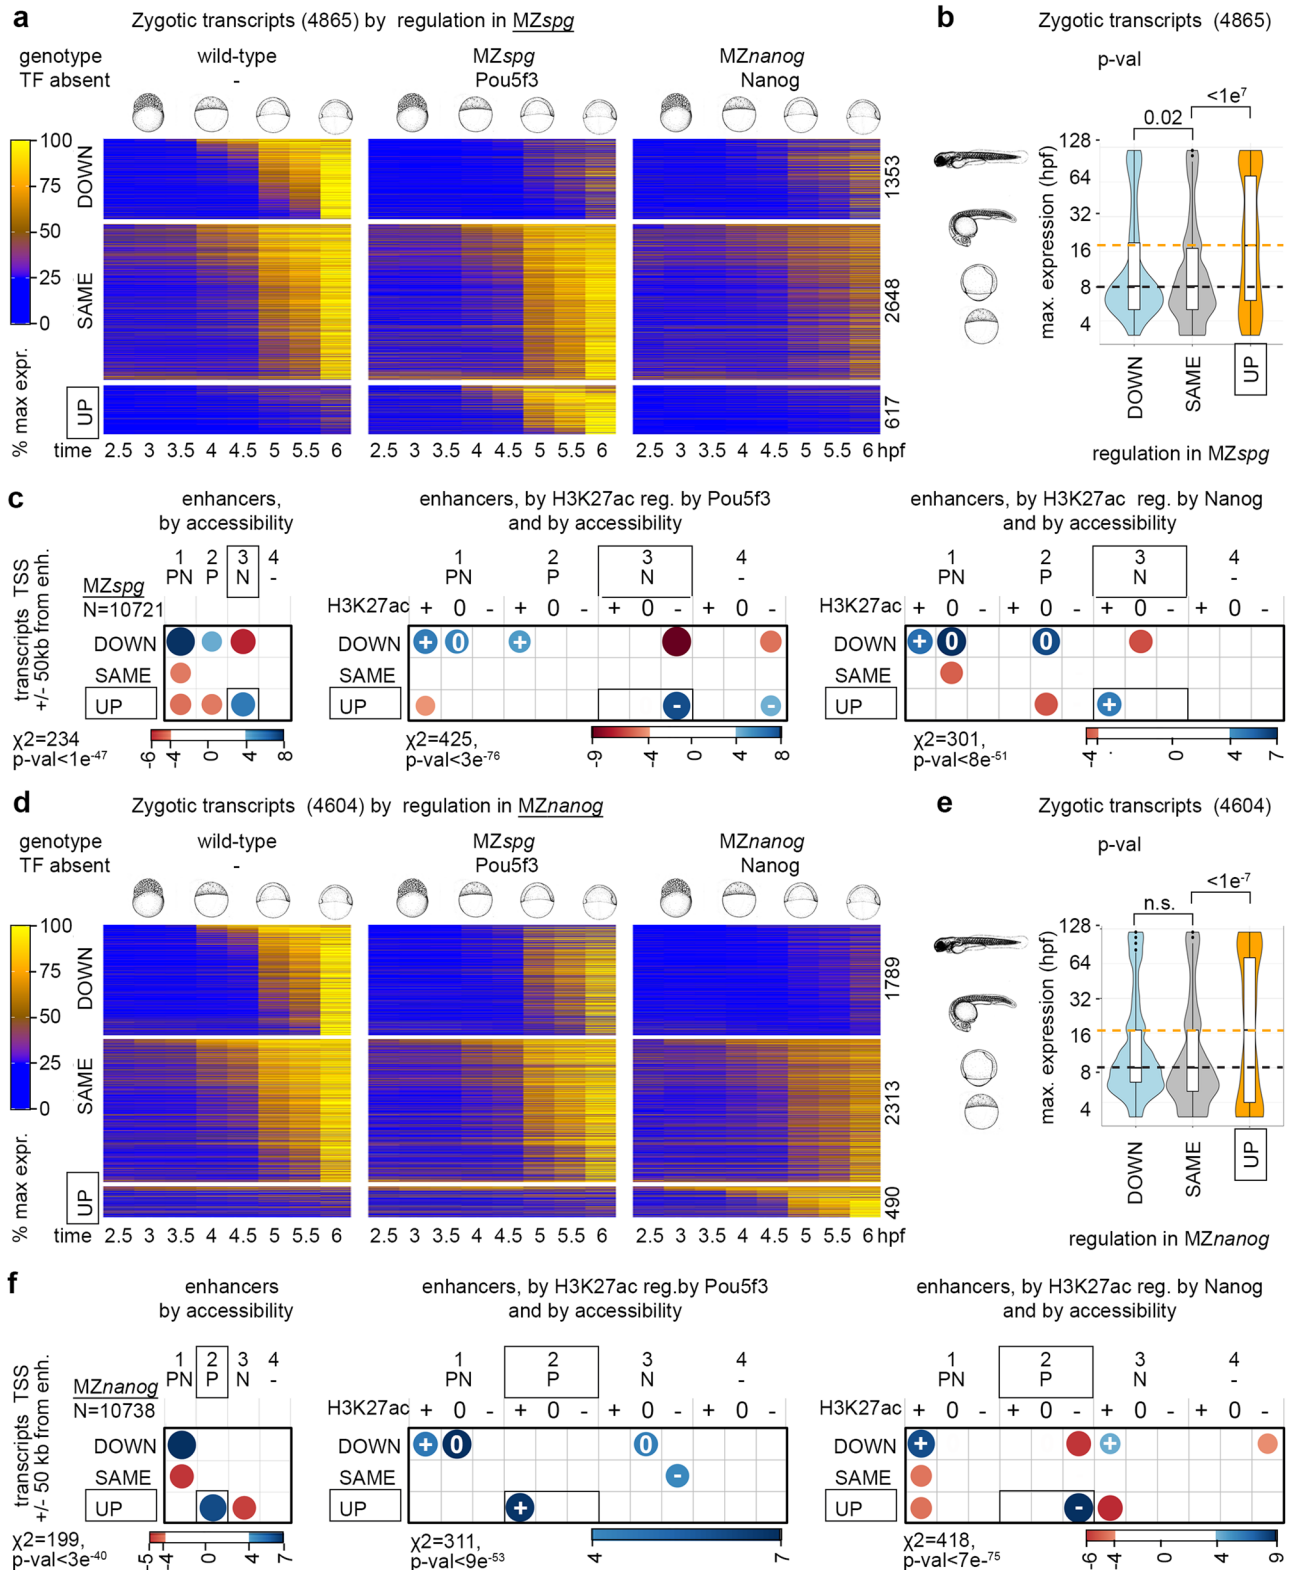 a
Zygotic transcripts (4865) by regulation in MZspg
genotype wild-type MZspg MZnanog
TF absent - Pou5f3 Nanog
100
75
50
25
0
% max expr.
DOWN
SAME
UP
1353
2648
617
time 2.5 3 3.5 4 4.5 5 5.5 6 2.5 3 3.5 4 4.5 5 5.5 6 2.5 3 3.5 4 4.5 5 5.5 6 hpf
b
Zygotic transcripts (4865)
p-val
<1e7
0.02
max. expression (hpf)
128
64
32
16
8
4
DOWN
SAME
UP
regulation in MZspg
c
enhancers,
by accessibility
transcripts TSS
+/- 50kb from enh.
1 2 3 4
PN P N -
MZspg
N=10721
DOWN
SAME
UP
χ2=234
p-val<1e-47
-6 -4 0 4 8
enhancers, by H3K27ac reg. by Pou5f3
and by accessibility
1 2 3 4
PN P N -
H3K27ac + 0 - + 0 - + 0 - + 0 -
DOWN + 0 +
SAME
UP - -
χ2=425,
p-val<3e-76
-9 -4 0 4 8
enhancers, by H3K27ac reg. by Nanog
and by accessibility
1 2 3 4
PN P N -
H3K27ac + 0 - + 0 - + 0 - + 0 -
DOWN + 0 0
SAME
UP +
χ2=301,
p-val<8e-51
-4 0 4 7
d
Zygotic transcripts (4604) by regulation in MZnanog
genotype wild-type MZspg MZnanog
TF absent - Pou5f3 Nanog
100
75
50
25
0
% max expr.
DOWN
SAME
UP
1789
2313
490
time 2.5 3 3.5 4 4.5 5 5.5 6 2.5 3 3.5 4 4.5 5 5.5 6 2.5 3 3.5 4 4.5 5 5.5 6 hpf
e
Zygotic transcripts (4604)
p-val
<1e-7
n.s.
max. expression (hpf)
128
64
32
16
8
4
DOWN
SAME
UP
regulation in MZnanog
f
enhancers
by accessibility
transcripts TSS
+/- 50 kb from enh.
1 2 3 4
PN P N -
MZnanog
N=10738
DOWN
SAME
UP
χ2=199,
p-val<3e-40
-5 -4 0 4 7
enhancers, by H3K27ac reg.by Pou5f3
and by accessibility
1 2 3 4
PN P N -
H3K27ac + 0 - + 0 - + 0 - + 0 -
DOWN + 0 0
SAME -
UP +
χ2=311,
p-val<9e-53
4 7
enhancers, by H3K27ac reg. by Nanog
and by accessibility
1 2 3 4
PN P N -
H3K27ac + 0 - + 0 - + 0 - + 0 -
DOWN + +
SAME
UP -
χ2=418,
p-val<7e-75
-6 -4 0 4 9